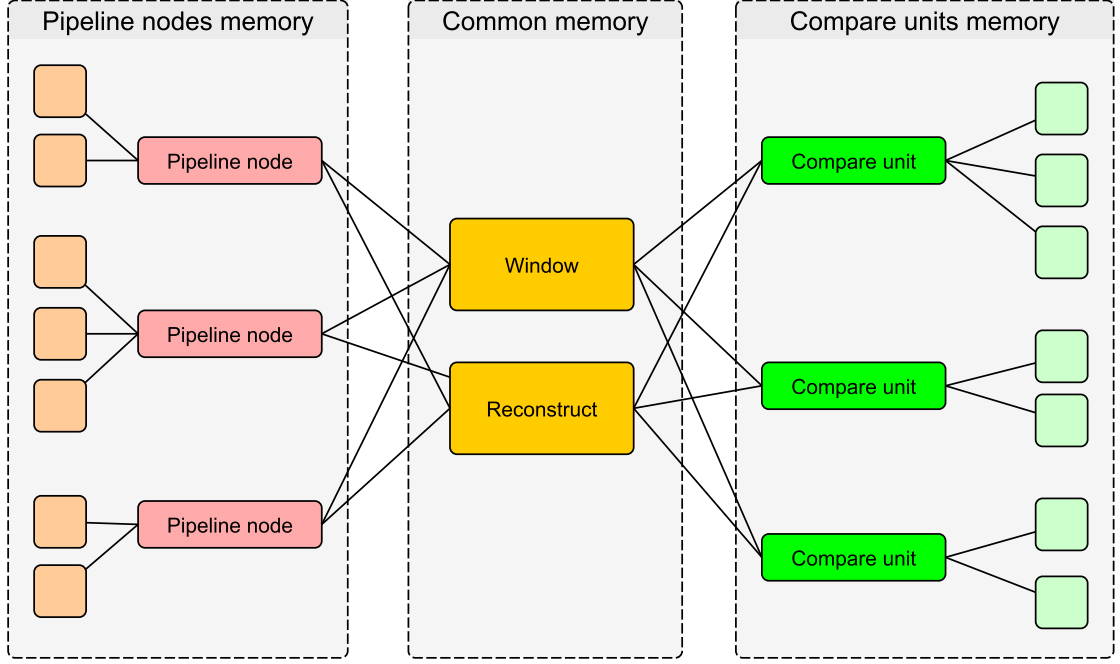 Pipeline nodes memory
Common memory
Compare units memory
Pipeline node
Compare unit
Window
Pipeline node
Compare unit
Reconstruct
Pipeline node
Compare unit